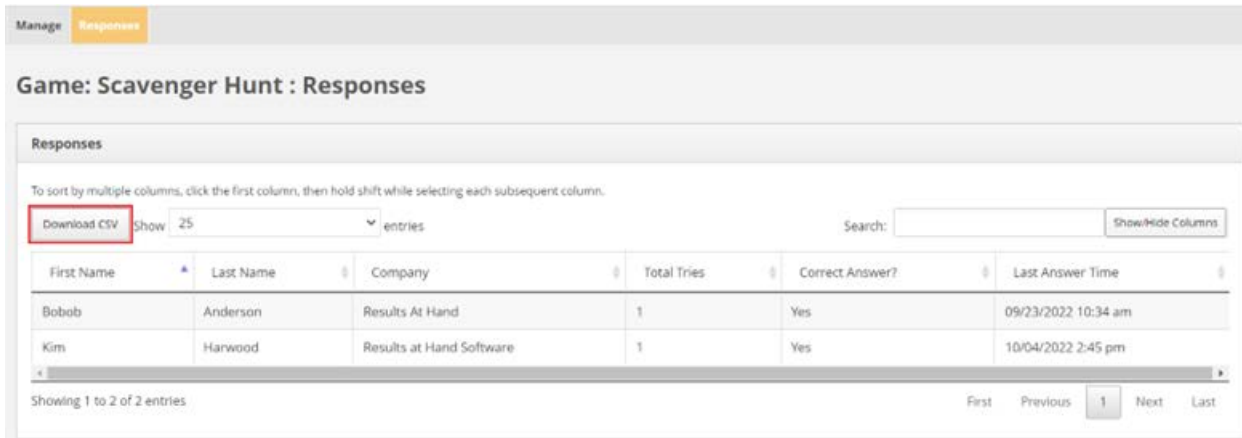 Manage Responses
Game: Scavenger Hunt : Responses
Responses
To sort by multiple columns, click the first column, then hold shift while selecting each subsequent column.
Download CSV Show 25 entries Search: Show/Hide Columns
First Name Last Name Company Total Tries Correct Answer? Last Answer Time
Bobob Anderson Results At Hand 1 Yes 09/23/2022 10:34 am
Kim Harwood Results at Hand Software 1 Yes 10/04/2022 2:45 pm
Showing 1 to 2 of 2 entries First Previous 1 Next Last